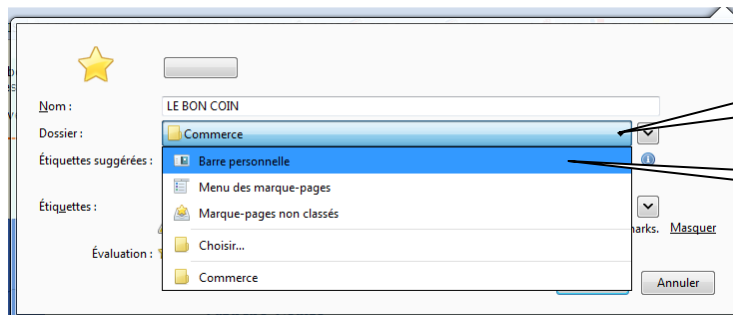 Nom :
LE BON COIN
Dossier :
Commerce
Étiquettes suggérées :
Barre personnelle
Menu des marque-pages
Étiquettes :
Marque-pages non classés
marks. Masquer
Évaluation :
Choisir...
Commerce
Annuler